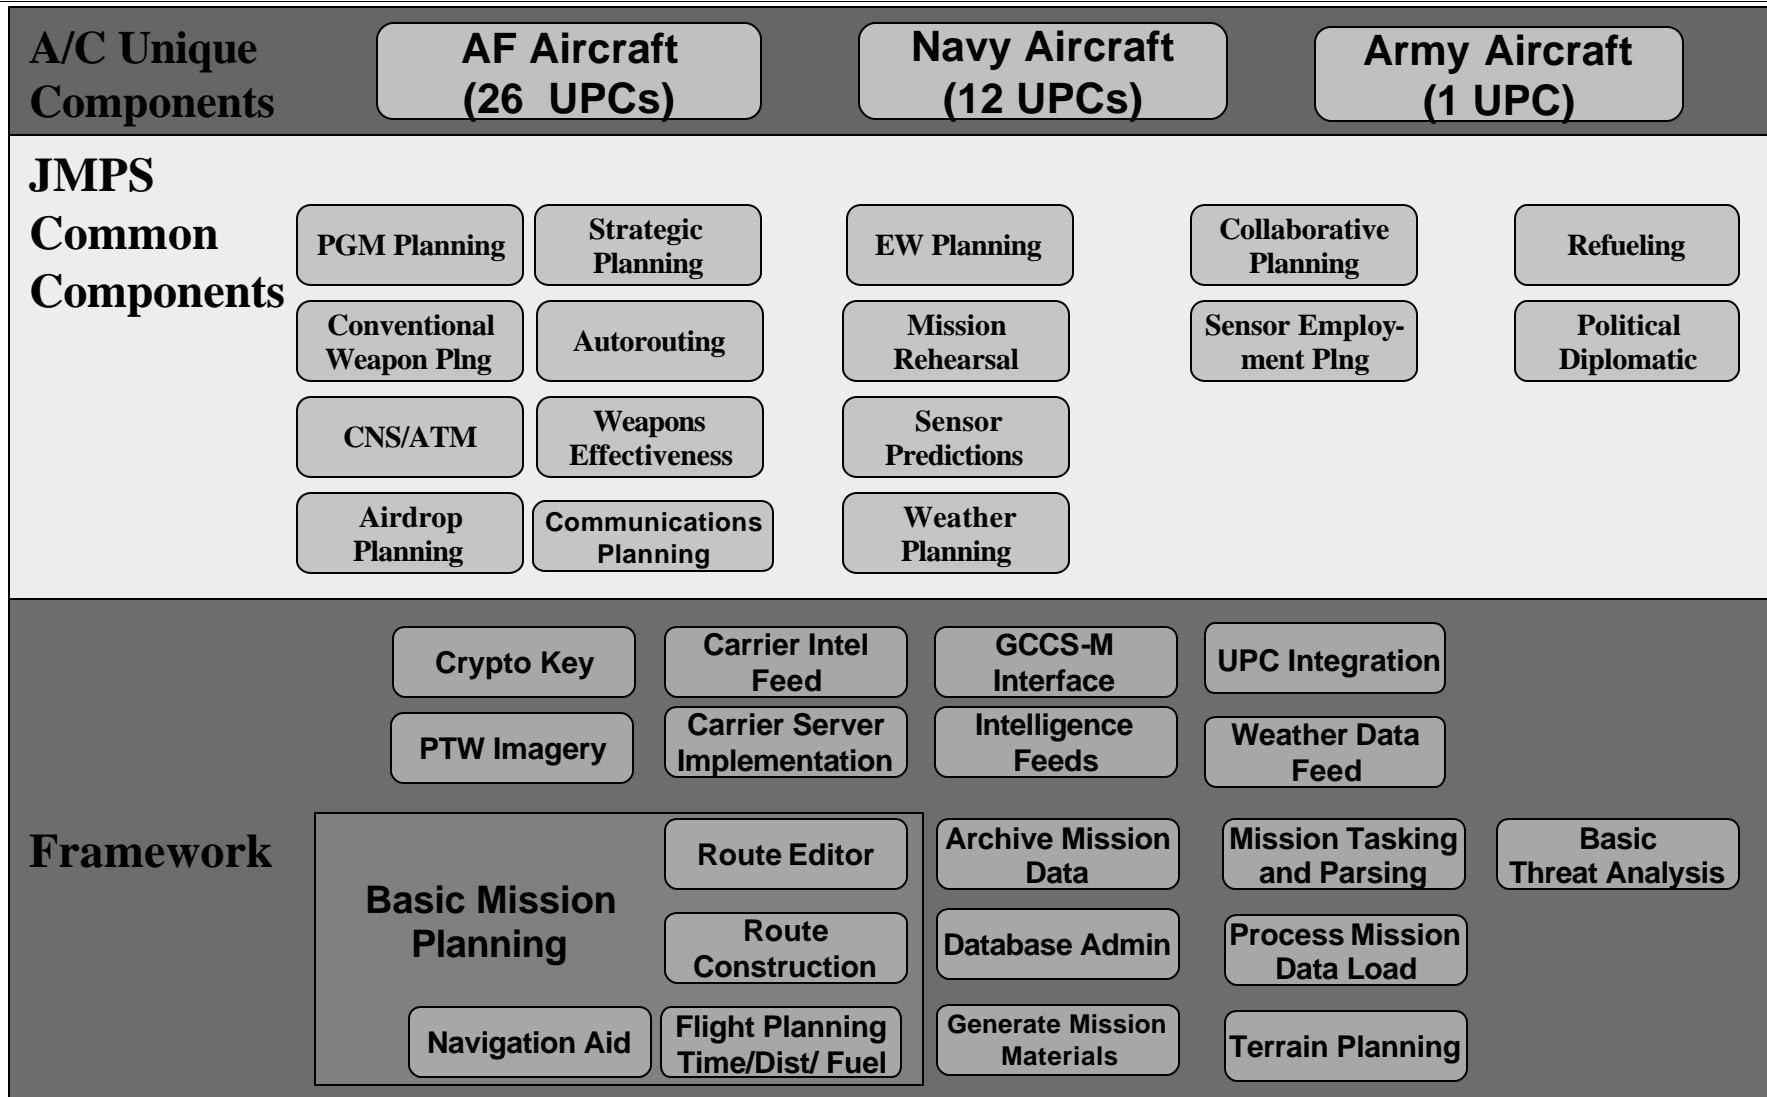 A/C Unique
Components
AF Aircraft
(26 UPCs)
Navy Aircraft
(12 UPCs)
Army Aircraft
(1 UPC)
JMPS
Common
Components
PGM Planning
Strategic
Planning
EW Planning
Collaborative
Planning
Refueling
Conventional
Weapon Plng
Autorouting
Mission
Rehearsal
Sensor Employ-
ment Plng
Political
Diplomatic
CNS/ATM
Weapons
Effectiveness
Sensor
Predictions
Airdrop
Planning
Communications
Planning
Weather
Planning
Framework
Crypto Key
Carrier Intel
Feed
GCCS-M
Interface
UPC Integration
PTW Imagery
Carrier Server
Implementation
Intelligence
Feeds
Weather Data
Feed
Basic Mission
Planning
Route Editor
Route
Construction
Navigation Aid
Flight Planning
Time/Dist/ Fuel
Archive Mission
Data
Mission Tasking
and Parsing
Basic
Threat Analysis
Database Admin
Process Mission
Data Load
Generate Mission
Materials
Terrain Planning